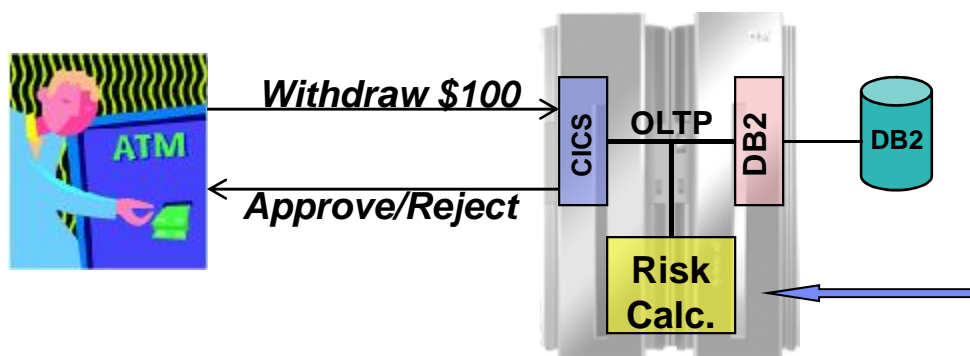 Withdraw $100
ATM
Approve/Reject
CICS
OLTP
DB2
DB2
Risk
Calc.